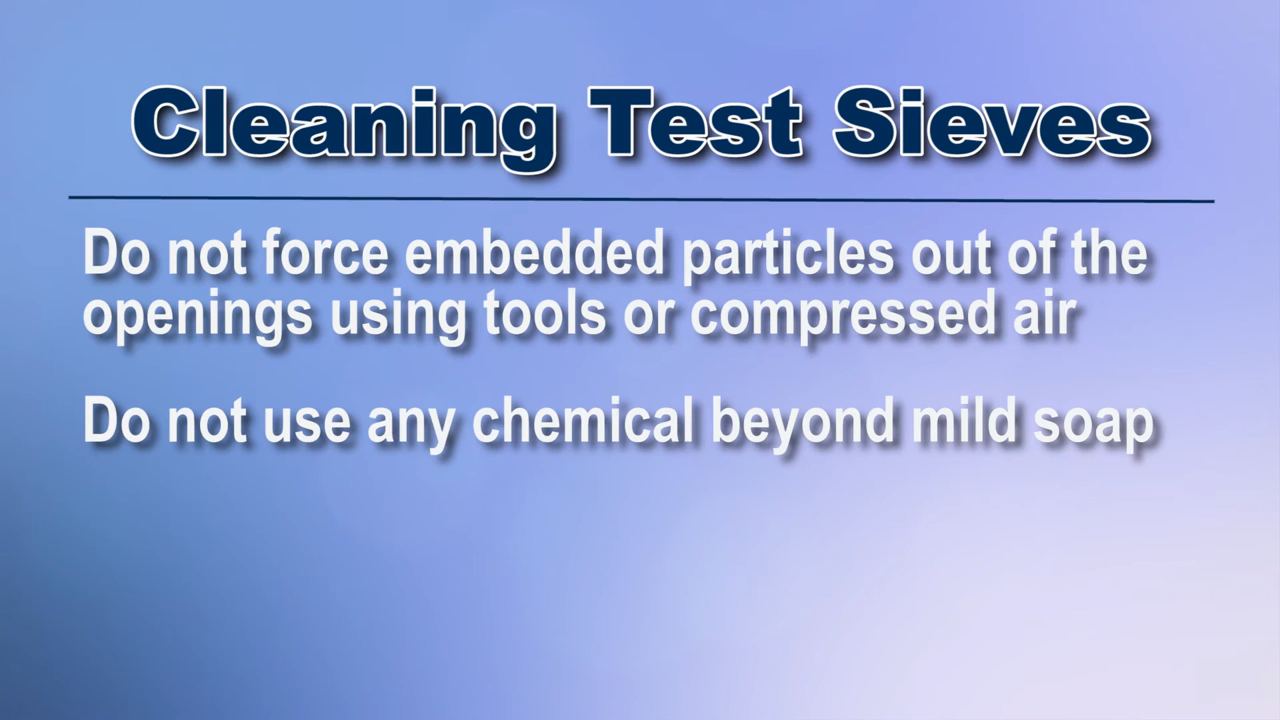 Cleaning Test Sieves
Do not force embedded particles out of the
openings using tools or compressed air
Do not use any chemical beyond mild soap